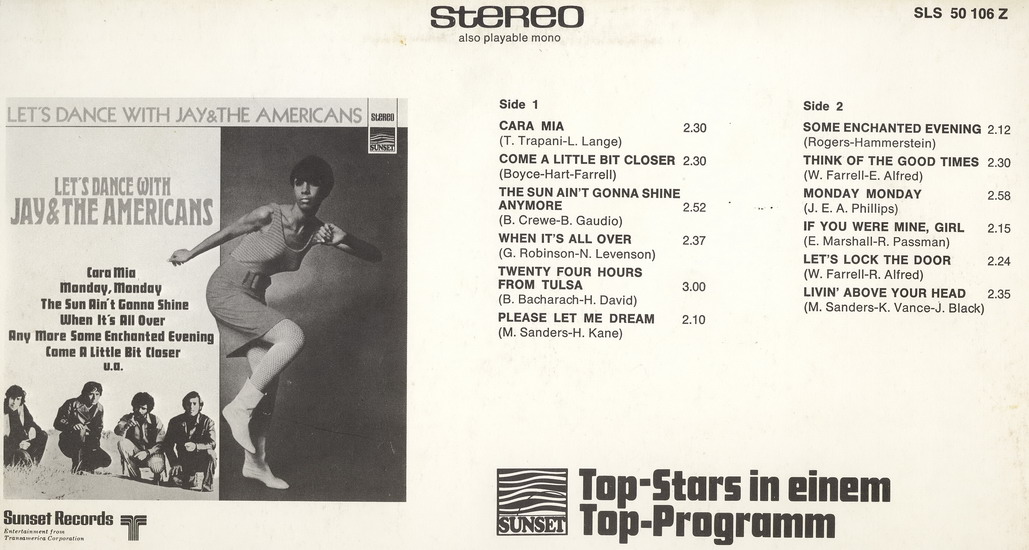 stereo
also playable mono
SLS 50 106 Z
LET'S DANCE WITH JAY&THE AMERICANS
STEREO
SUNSET
LET'S DANCE WITH
JAY & THE AMERICANS
Cara Mia
Monday, Monday
The Sun Ain't Gonna Shine
When It's All Over
Any More Some Enchanted Evening
Come A Little Bit Closer
u.a.
Sunset Records
Entertainment from
Transamerica Corporation
Side 1
CARA MIA 2.30
(T. Trapani-L. Lange)
COME A LITTLE BIT CLOSER 2.30
(Boyce-Hart-Farrell)
THE SUN AIN'T GONNA SHINE
ANYMORE 2.52
(B. Crewe-B. Gaudio)
WHEN IT'S ALL OVER 2.37
(G. Robinson-N. Levenson)
TWENTY FOUR HOURS
FROM TULSA 3.00
(B. Bacharach-H. David)
PLEASE LET ME DREAM 2.10
(M. Sanders-H. Kane)
Side 2
SOME ENCHANTED EVENING 2.12
(Rogers-Hammerstein)
THINK OF THE GOOD TIMES 2.30
(W. Farrell-E. Alfred)
MONDAY MONDAY 2.58
(J. E. A. Phillips)
IF YOU WERE MINE, GIRL 2.15
(E. Marshall-R. Passman)
LET'S LOCK THE DOOR 2.24
(W. Farrell-R. Alfred)
LIVIN' ABOVE YOUR HEAD 2.35
(M. Sanders-K. Vance-J. Black)
SUNSET
Top-Stars in einem
Top-Programm